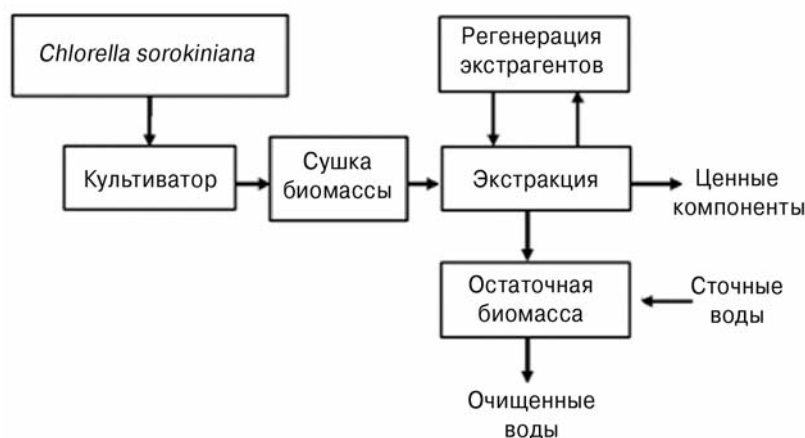 Chlorella sorokiniana
Регенерация
экстрагентов
Культиватор
Сушка
биомассы
Экстракция
Ценные
компоненты
Остаточная
биомасса
Сточные
воды
Очищенные
воды